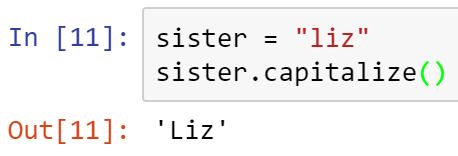 In [11]: sister = "liz"
sister.capitalize()
Out[11]: 'Liz'